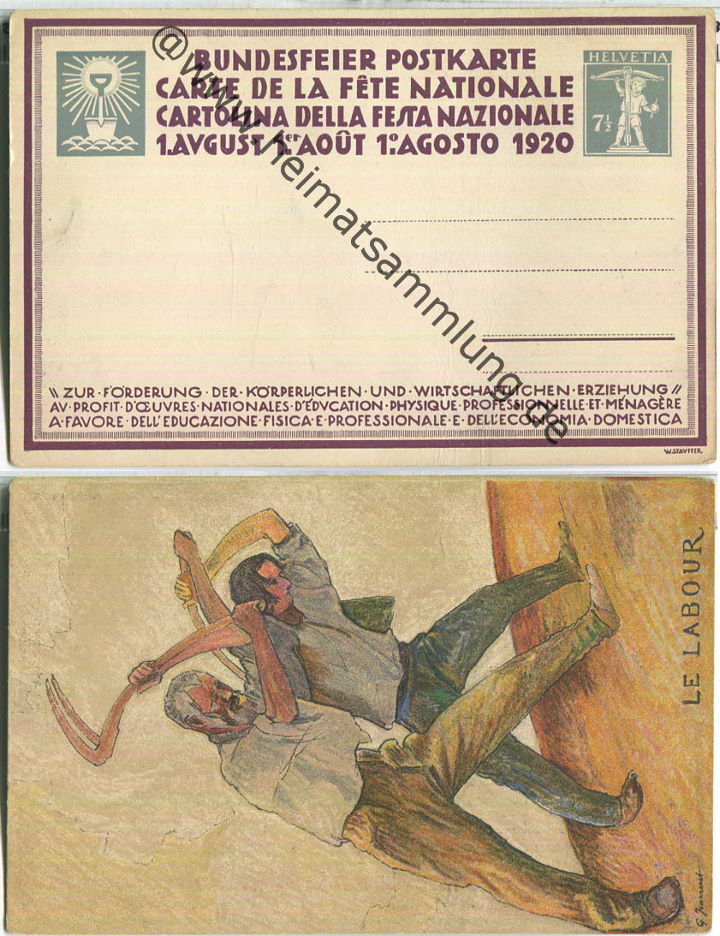 BUNDESFEIER POSTKARTE
CARTE DE LA FÊTE NATIONALE
CARTOLINA DELLA FESTA NAZIONALE
1. AVGUST 1er AOÛT 1º AGOSTO 1920
HELVETIA
7½
\\ ZUR · FÖRDERUNG · DER · KÖRPERLICHEN · UND · WIRTSCHAFTLICHEN · ERZIEHUNG //
AV · PROFIT · D'ŒUVRES · NATIONALES · D'ÉDVCATION · PHYSIQUE · PROFESSIONNELLE · ET · MÉNAGÈRE
A · FAVORE · DELL'EDUCAZIONE · FISICA · E · PROFESSIONALE · E · DELL'ECONOMIA · DOMESTICA
W. STAUFFER
@www.heimatsammlung.de
LE LABOUR